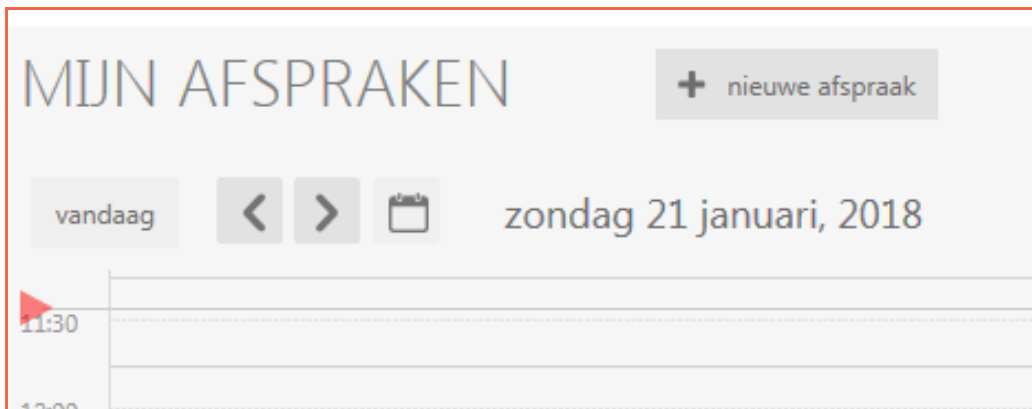 MIJN AFSPRAKEN
+ nieuwe afspraak
vandaag
zondag 21 januari, 2018
11:30